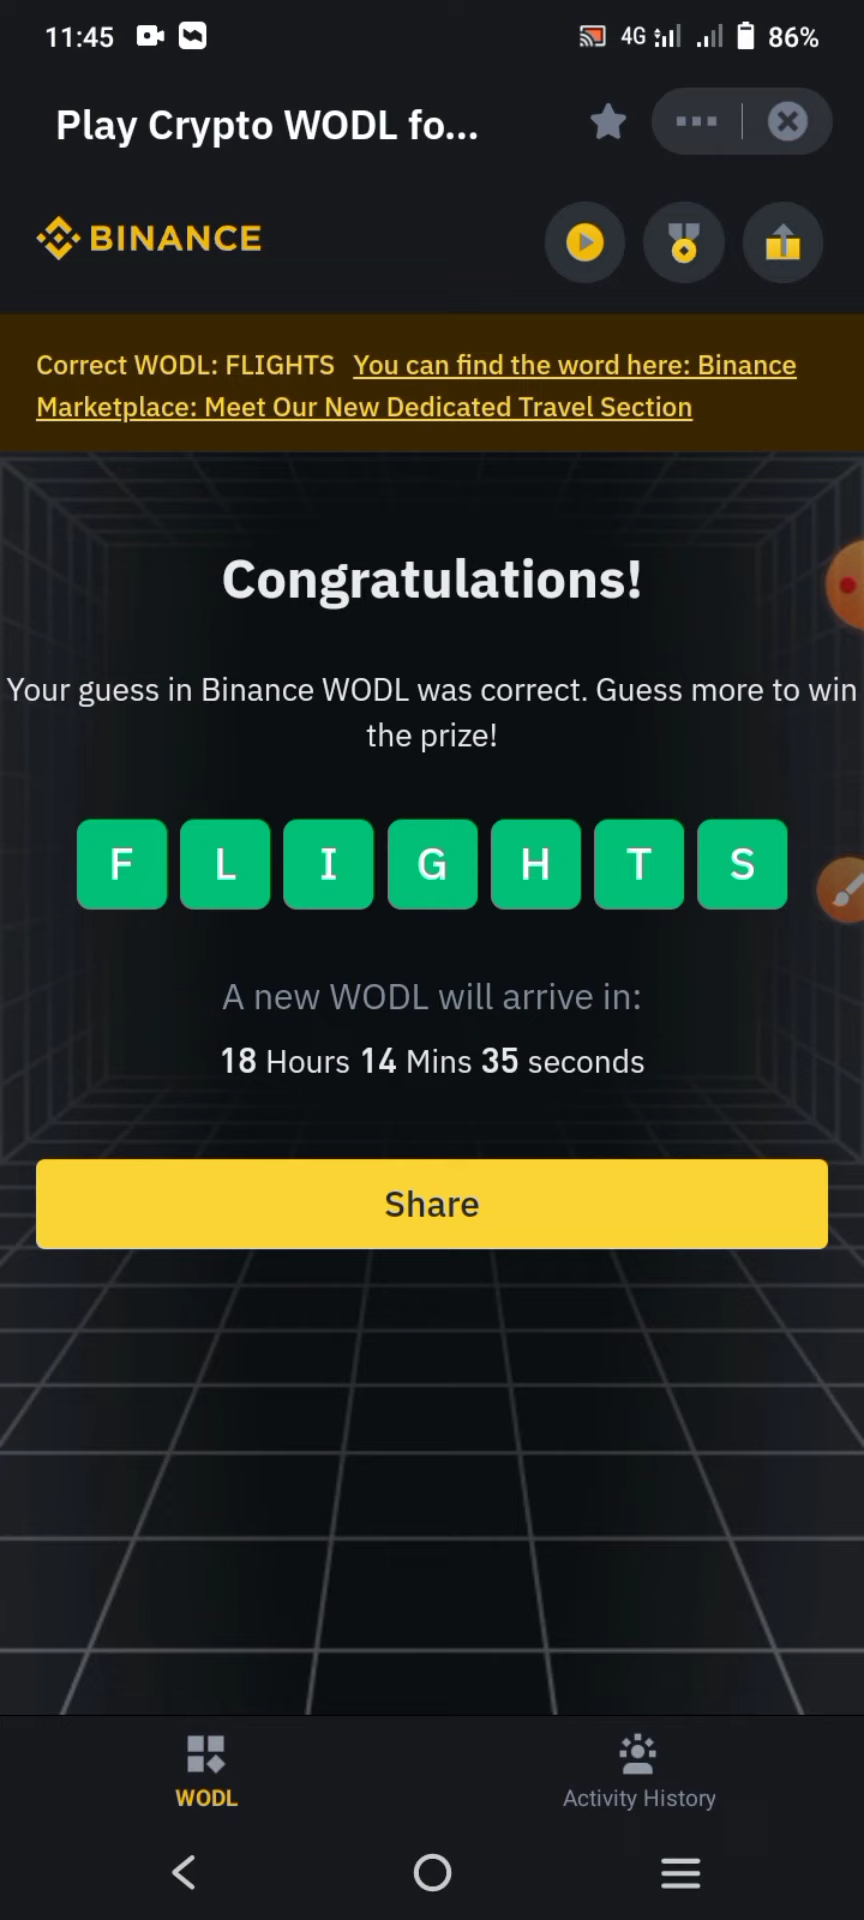 11:45 4G 86%
Play Crypto WODL fo...
BINANCE
Correct WODL: FLIGHTS You can find the word here: Binance
Marketplace: Meet Our New Dedicated Travel Section
Congratulations!
Your guess in Binance WODL was correct. Guess more to win
the prize!
F L I G H T S
A new WODL will arrive in:
18 Hours 14 Mins 35 seconds
Share
WODL Activity History